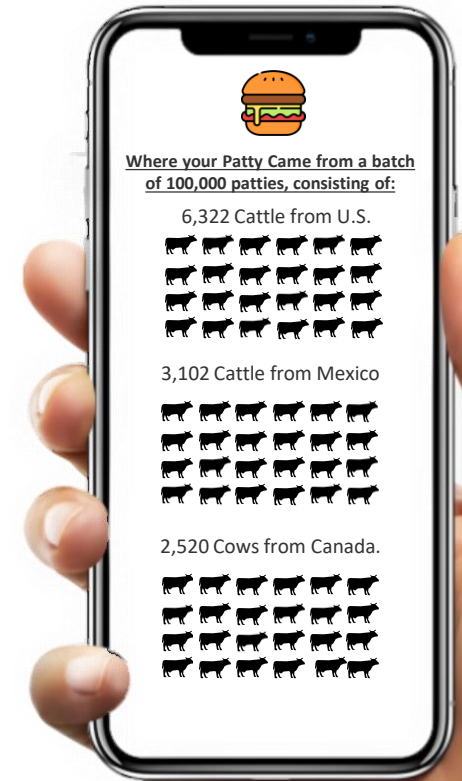 Where your Patty Came from a batch
of 100,000 patties, consisting of:
6,322 Cattle from U.S.
3,102 Cattle from Mexico
2,520 Cows from Canada.